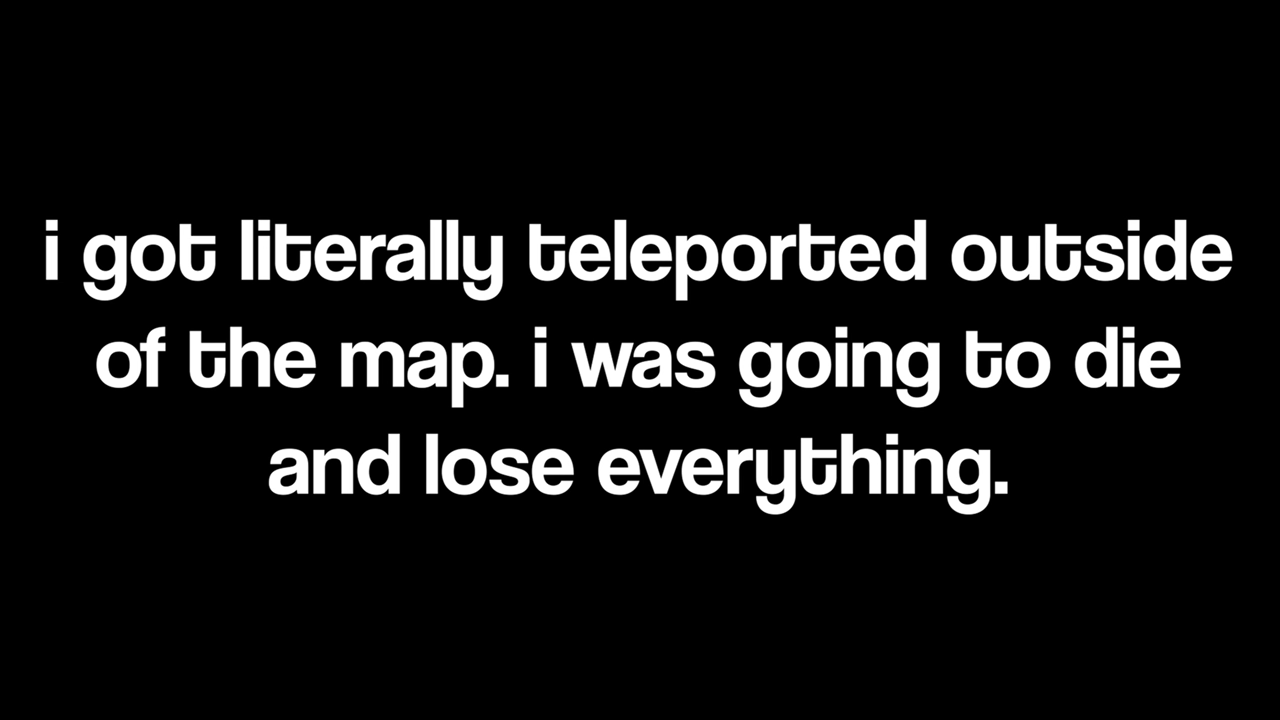 i got literally teleported outside
of the map. i was going to die
and lose everything.